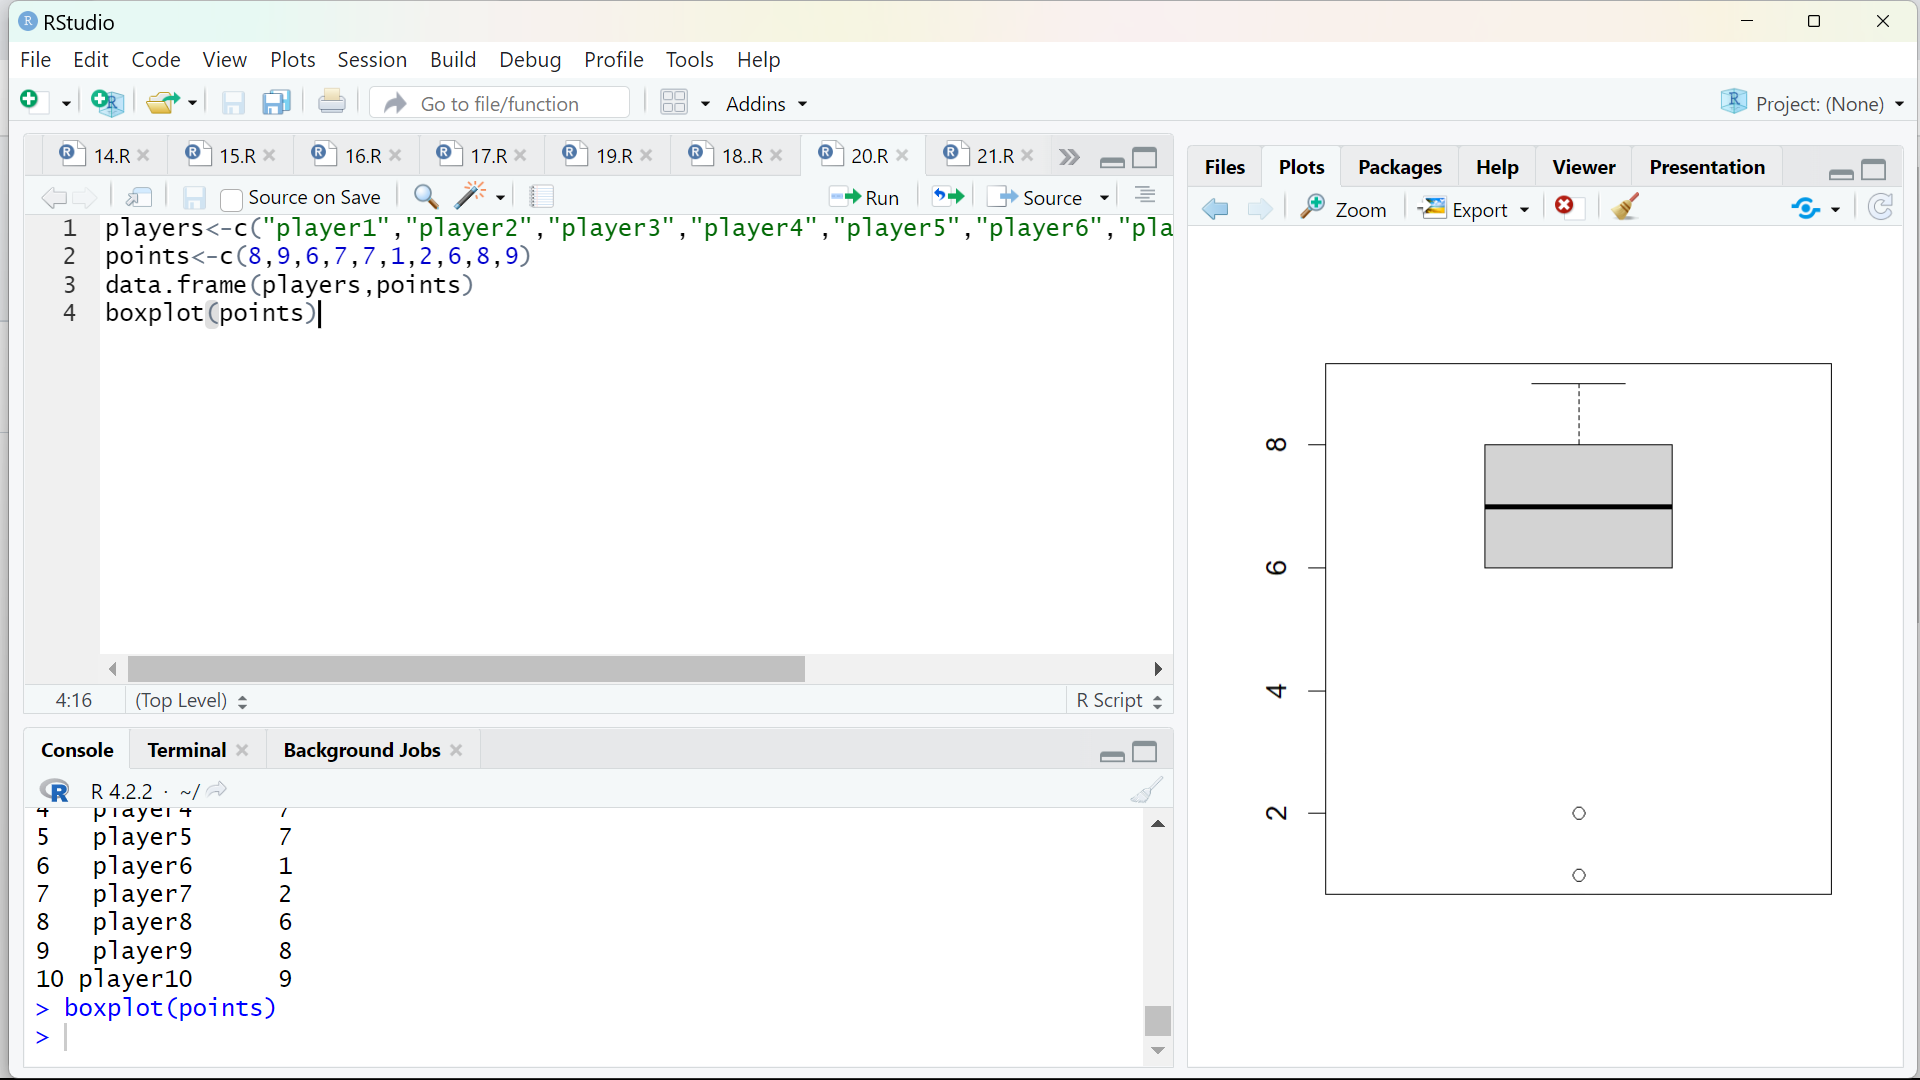 RStudio
File Edit Code View Plots Session Build Debug Profile Tools Help
Go to file/function Addins Project: (None)
14.R 15.R 16.R 17.R 19.R 18..R 20.R 21.R
Source on Save Run Source
1 players<-c("player1","player2","player3","player4","player5","player6","pla
2 points<-c(8,9,6,7,7,1,2,6,8,9)
3 data.frame(players,points)
4 boxplot(points)
4:16 (Top Level) R Script
Console Terminal Background Jobs
R 4.2.2 · ~/
4 player4 7
5 player5 7
6 player6 1
7 player7 2
8 player8 6
9 player9 8
10 player10 9
> boxplot(points)
>
Files Plots Packages Help Viewer Presentation
Zoom Export
8
6
4
2